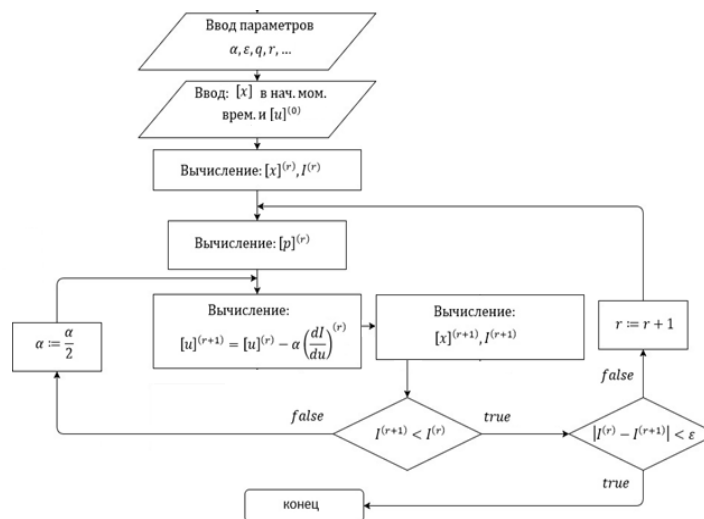 Ввод параметров
α, ε, q, r, ...
Ввод: [x] в нач. мом.
врем. и [u]⁽⁰⁾
Вычисление: [x]⁽ʳ⁾, I⁽ʳ⁾
Вычисление: [p]⁽ʳ⁾
Вычисление:
[u]⁽ʳ⁺¹⁾ = [u]⁽ʳ⁾ − α (dI/du)⁽ʳ⁾
Вычисление:
[x]⁽ʳ⁺¹⁾, I⁽ʳ⁺¹⁾
α ≔ α/2
r ≔ r + 1
false
false
I⁽ʳ⁺¹⁾ < I⁽ʳ⁾
true
|I⁽ʳ⁾ − I⁽ʳ⁺¹⁾| < ε
true
конец